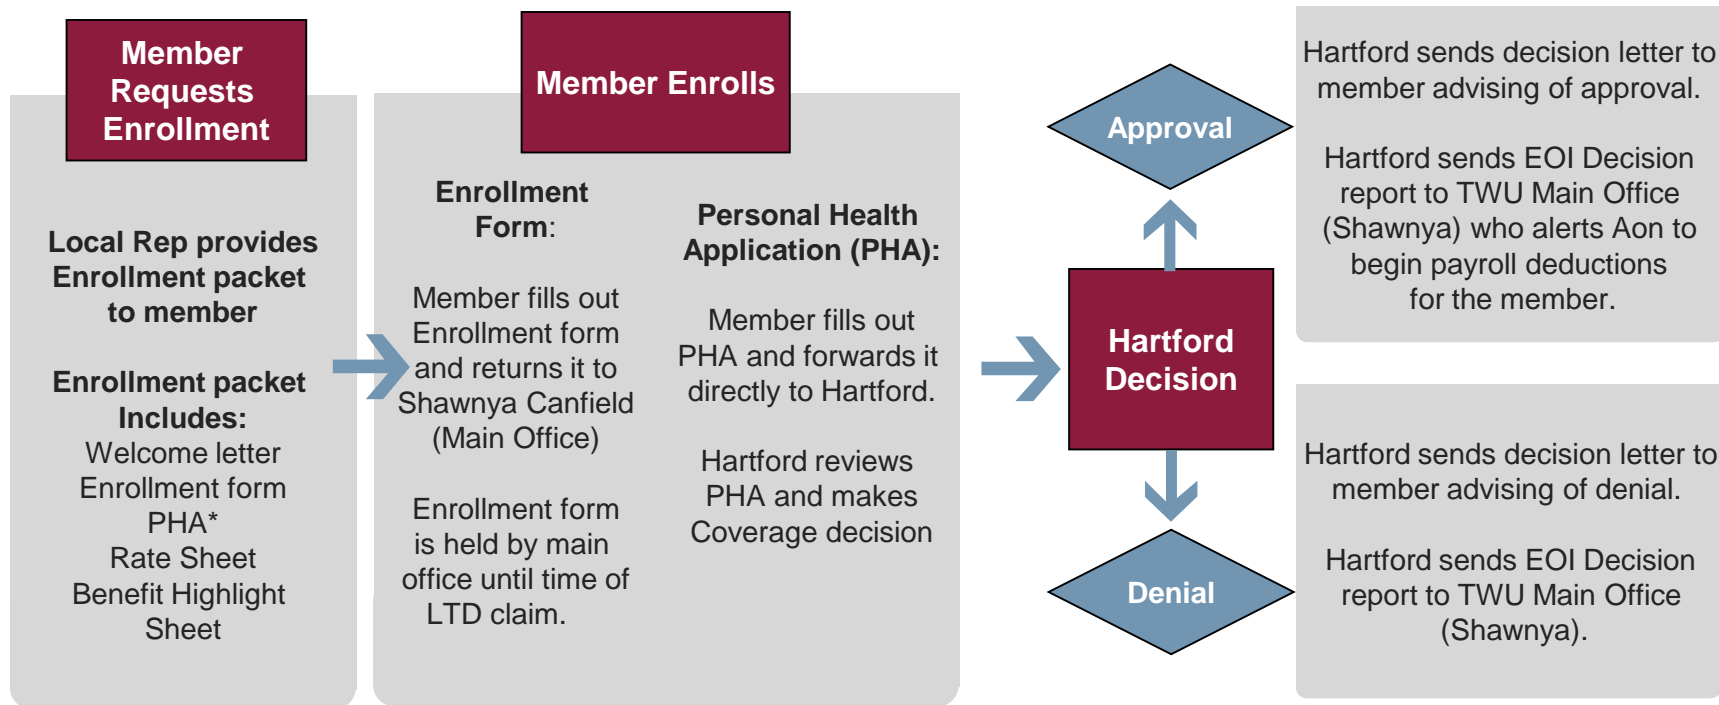 Member
Requests
Enrollment
Local Rep provides
Enrollment packet
to member
Enrollment packet
Includes:
Welcome letter
Enrollment form
PHA*
Rate Sheet
Benefit Highlight
Sheet
Member Enrolls
Enrollment
Form:
Member fills out
Enrollment form
and returns it to
Shawnya Canfield
(Main Office)
Enrollment form
is held by main
office until time of
LTD claim.
Personal Health
Application (PHA):
Member fills out
PHA and forwards it
directly to Hartford.
Hartford reviews
PHA and makes
Coverage decision
Hartford
Decision
Approval
Hartford sends decision letter to
member advising of approval.
Hartford sends EOI Decision
report to TWU Main Office
(Shawnya) who alerts Aon to
begin payroll deductions
for the member.
Denial
Hartford sends decision letter to
member advising of denial.
Hartford sends EOI Decision
report to TWU Main Office
(Shawnya).